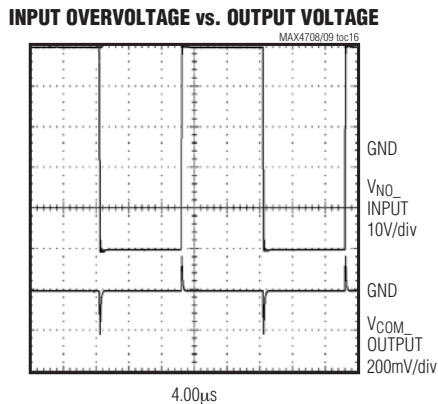 INPUT OVERVOLTAGE vs. OUTPUT VOLTAGE
MAX4708/09 toc16
GND
VNO_
INPUT
10V/div
GND
VCOM_
OUTPUT
200mV/div
4.00µs